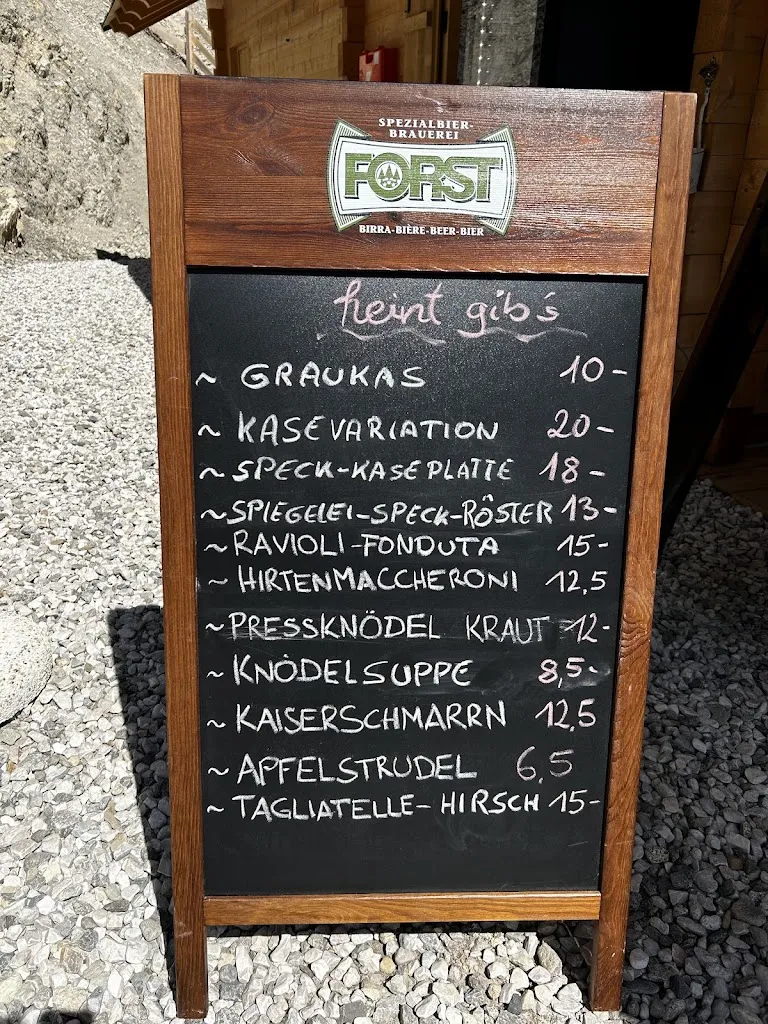 SPEZIALBIER-
BRAUEREI
FORST
BIRRA-BIÈRE-BEER-BIER
heint gib's
~ GRAUKAS 10-
~ KASEVARIATION 20-
~ SPECK-KASEPLATTE 18-
~ SPIEGELEI-SPECK-RÖSTER 13-
~ RAVIOLI-FONDUTA 15-
~ HIRTENMACCHERONI 12,5
~ PRESSKNÖDEL KRAUT 12-
~ KNÖDELSUPPE 8,5-
~ KAISERSCHMARRN 12,5
~ APFELSTRUDEL 6,5
~ TAGLIATELLE-HIRSCH 15-